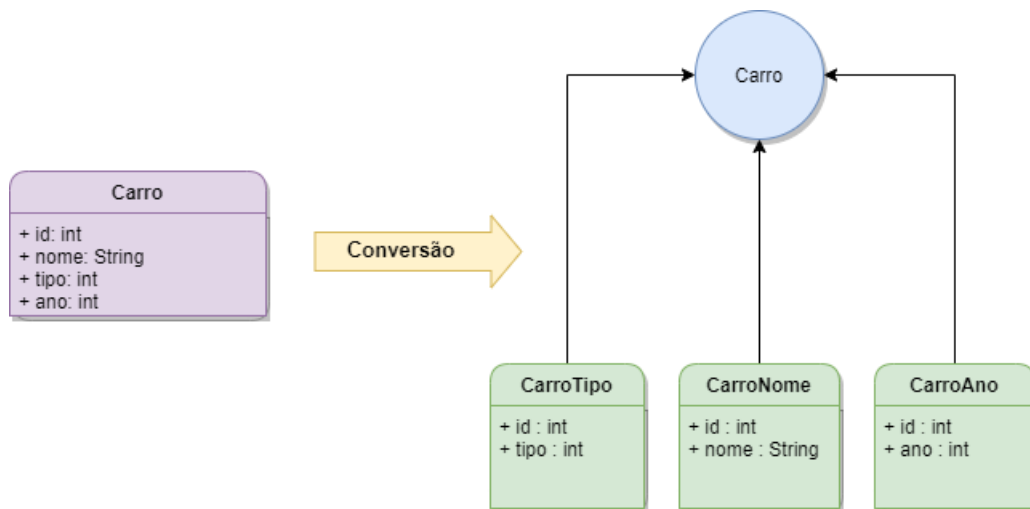 Carro
+ id: int
+ nome: String
+ tipo: int
+ ano: int
Conversão
Carro
CarroTipo
+ id : int
+ tipo : int
CarroNome
+ id : int
+ nome : String
CarroAno
+ id : int
+ ano : int